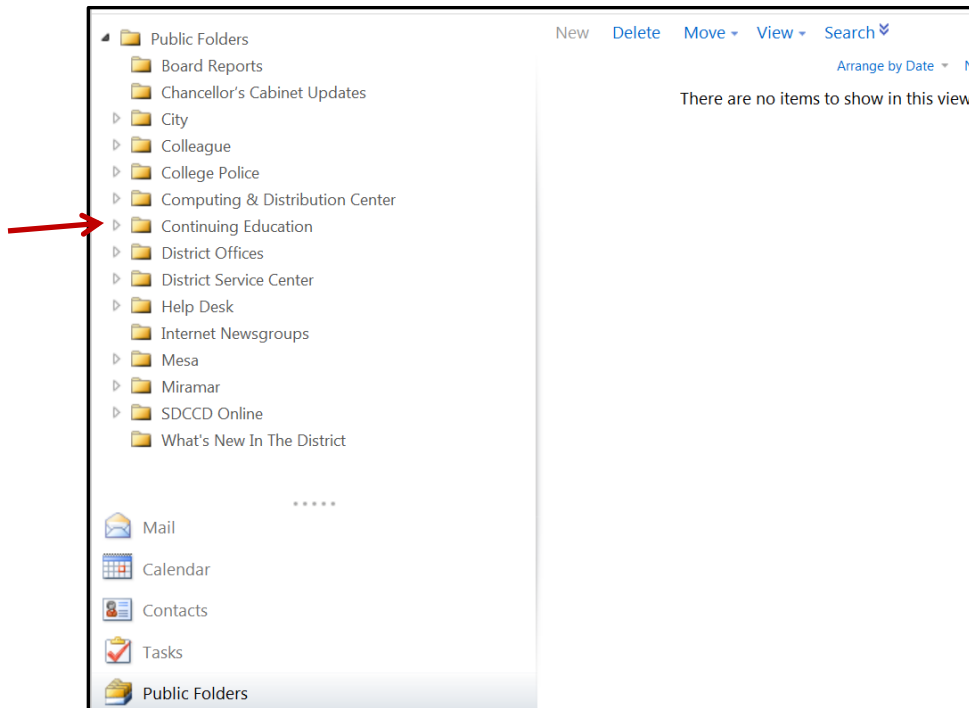 Public Folders
Board Reports
Chancellor's Cabinet Updates
City
Colleague
College Police
Computing & Distribution Center
Continuing Education
District Offices
District Service Center
Help Desk
Internet Newsgroups
Mesa
Miramar
SDCCD Online
What's New In The District
Mail
Calendar
Contacts
Tasks
Public Folders
New Delete Move View Search
Arrange by Date
There are no items to show in this view